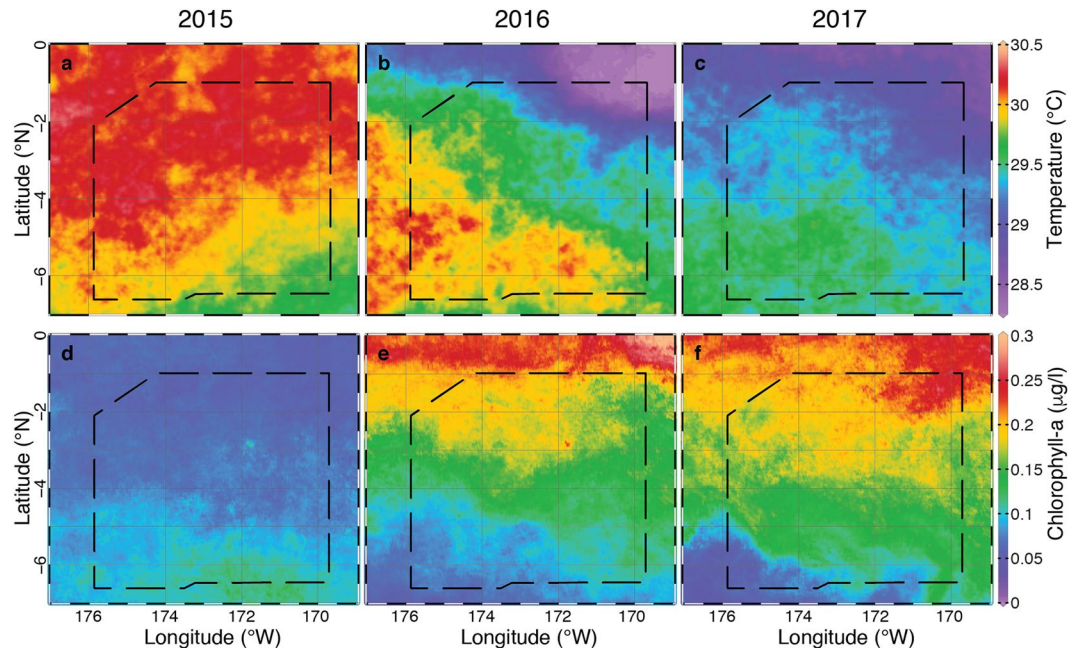 2015 2016 2017
a b c
0 −2 −4 −6
Latitude (°N)
30.5 30 29.5 29 28.5
Temperature (°C)
d e f
0 −2 −4 −6
Latitude (°N)
0.3 0.25 0.2 0.15 0.1 0.05 0
Chlorophyll-a (μg/l)
176 174 172 170 176 174 172 170 176 174 172 170
Longitude (°W) Longitude (°W) Longitude (°W)